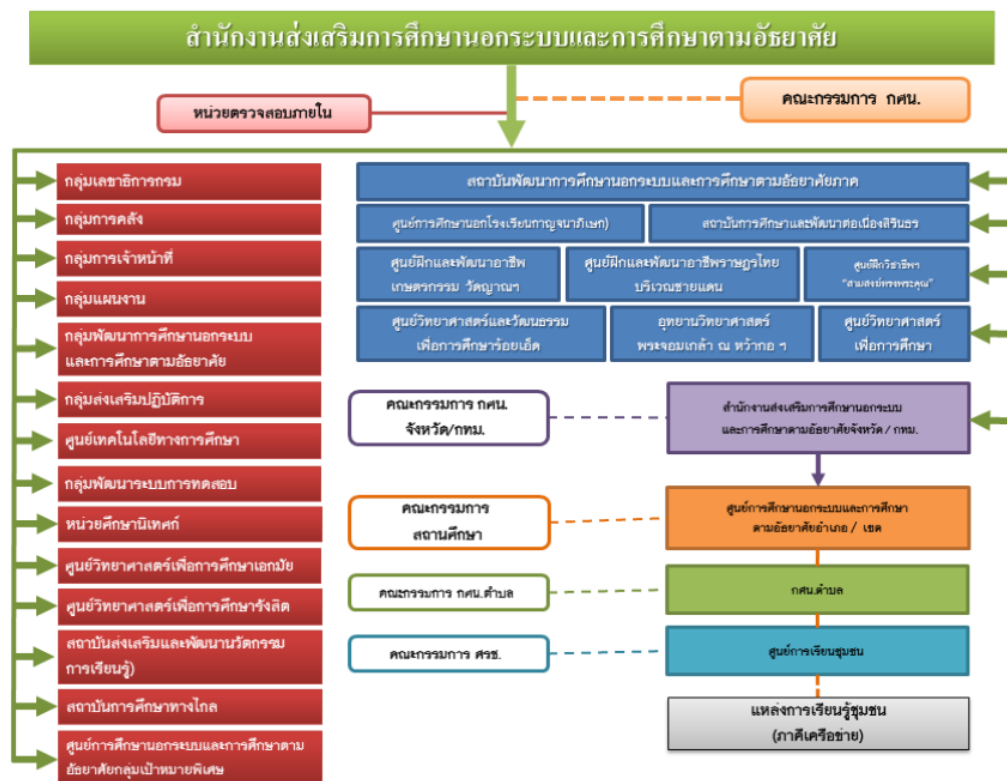 สำนักงานส่งเสริมการศึกษานอกระบบและการศึกษาตามอัธยาศัย
หน่วยตรวจสอบภายใน
คณะกรรมการ กศน.
กลุ่มเลขาธิการกรม
กลุ่มการคลัง
กลุ่มการเจ้าหน้าที่
กลุ่มแผนงาน
กลุ่มพัฒนาการศึกษานอกระบบ
และการศึกษาตามอัธยาศัย
กลุ่มส่งเสริมปฏิบัติการ
ศูนย์เทคโนโลยีทางการศึกษา
กลุ่มพัฒนาระบบการทดสอบ
หน่วยศึกษานิเทศก์
ศูนย์วิทยาศาสตร์เพื่อการศึกษาเอกมัย
ศูนย์วิทยาศาสตร์เพื่อการศึกษารังสิต
สถาบันส่งเสริมและพัฒนานวัตกรรม
การเรียนรู้)
สถาบันการศึกษาทางไกล
ศูนย์การศึกษานอกระบบและการศึกษาตาม
อัธยาศัยกลุ่มเป้าหมายพิเศษ
สถาบันพัฒนาการศึกษานอกระบบและการศึกษาตามอัธยาศัยภาค
ศูนย์การศึกษานอกโรงเรียนกาญจนาภิเษก)
สถาบันการศึกษาและพัฒนาต่อเนื่องสิรินธร
ศูนย์ฝึกและพัฒนาอาชีพ
เกษตรกรรม วัดญาณฯ
ศูนย์ฝึกและพัฒนาอาชีพราษฎรไทย
บริเวณชายแดน
ศูนย์ฝึกวิชาชีพฯ
"สามสงฆ์ทรงพระคุณ"
ศูนย์วิทยาศาสตร์และวัฒนธรรม
เพื่อการศึกษาร้อยเอ็ด
อุทยานวิทยาศาสตร์
พระจอมเกล้า ณ หว้ากอ ฯ
ศูนย์วิทยาศาสตร์
เพื่อการศึกษา
คณะกรรมการ กศน.
จังหวัด/กทม.
สำนักงานส่งเสริมการศึกษานอกระบบ
และการศึกษาตามอัธยาศัยจังหวัด / กทม.
คณะกรรมการ
สถานศึกษา
ศูนย์การศึกษานอกระบบและการศึกษา
ตามอัธยาศัยอำเภอ / เขต
คณะกรรมการ กศน.ตำบล
กศน.ตำบล
คณะกรรมการ ศรช.
ศูนย์การเรียนชุมชน
แหล่งการเรียนรู้ชุมชน
(ภาคีเครือข่าย)